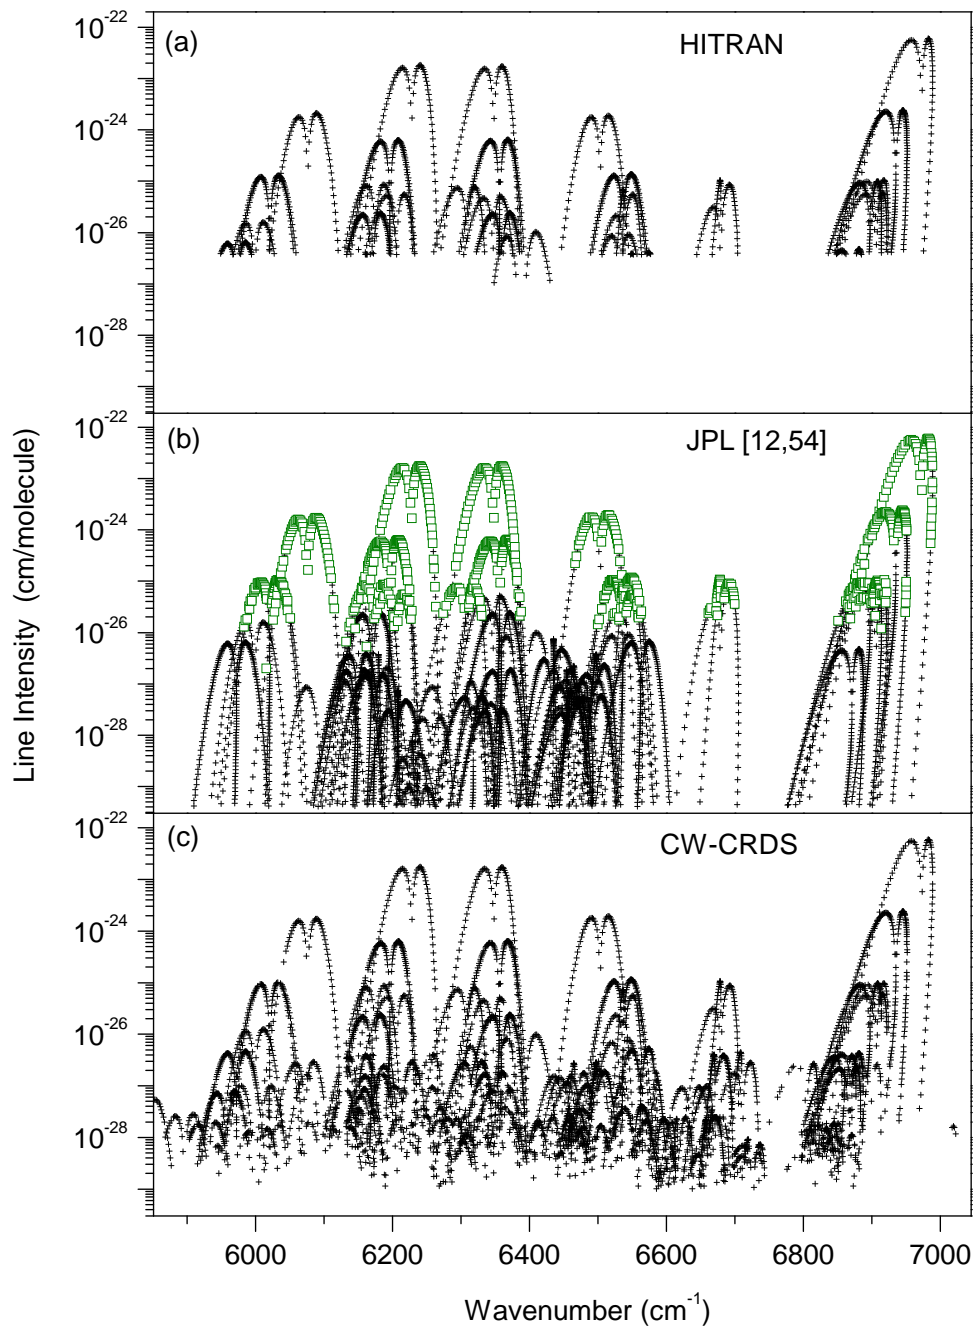 (a)
HITRAN
10⁻²²
10⁻²⁴
10⁻²⁶
10⁻²⁸
(b)
JPL [12,54]
10⁻²²
10⁻²⁴
10⁻²⁶
10⁻²⁸
Line Intensity (cm/molecule)
(c)
CW-CRDS
10⁻²²
10⁻²⁴
10⁻²⁶
10⁻²⁸
6000 6200 6400 6600 6800 7000
Wavenumber (cm⁻¹)